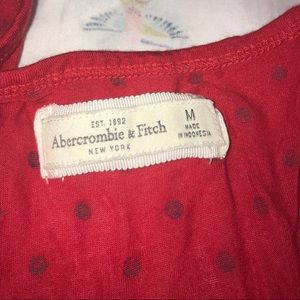 EST. 1892
Abercrombie & Fitch
NEW YORK
M
MADE
IN INDONESIA